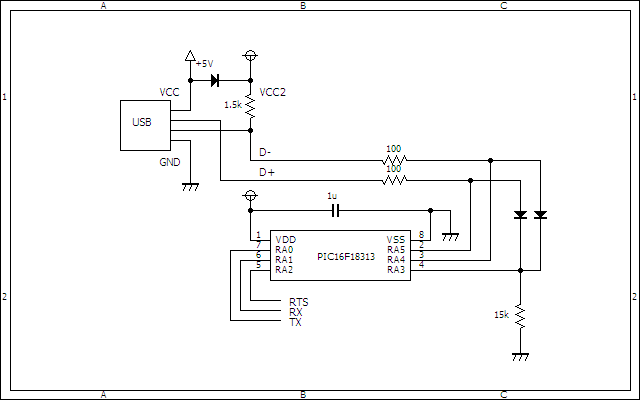 A B C
+5V
VCC VCC2
1 1
1.5k
USB
D- 100
GND
D+ 100
1u
1 VDD VSS 8
7 RA0 RA5 2
6 RA1 PIC16F18313 RA4 3
5 RA2 RA3 4
2 2
RTS
RX
TX
15k
A B C